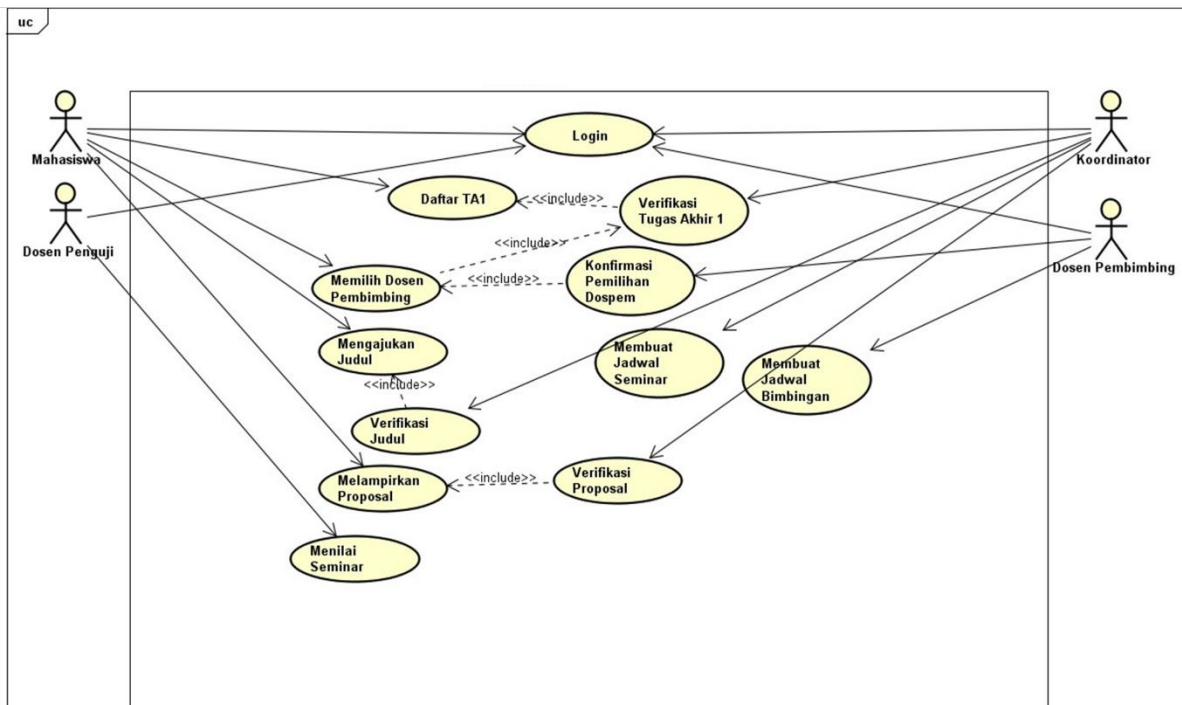 uc
Mahasiswa
Dosen Penguji
Koordinator
Dosen Pembimbing
Login
Daftar TA1
<<include>>
Verifikasi
Tugas Akhir 1
<<include>>
Memilih Dosen
Pembimbing
<<include>>
Konfirmasi
Pemilihan
Dospem
Mengajukan
Judul
Membuat
Jadwal
Seminar
Membuat
Jadwal
Bimbingan
<<include>>
Verifikasi
Judul
Melampirkan
Proposal
<<include>>
Verifikasi
Proposal
Menilai
Seminar